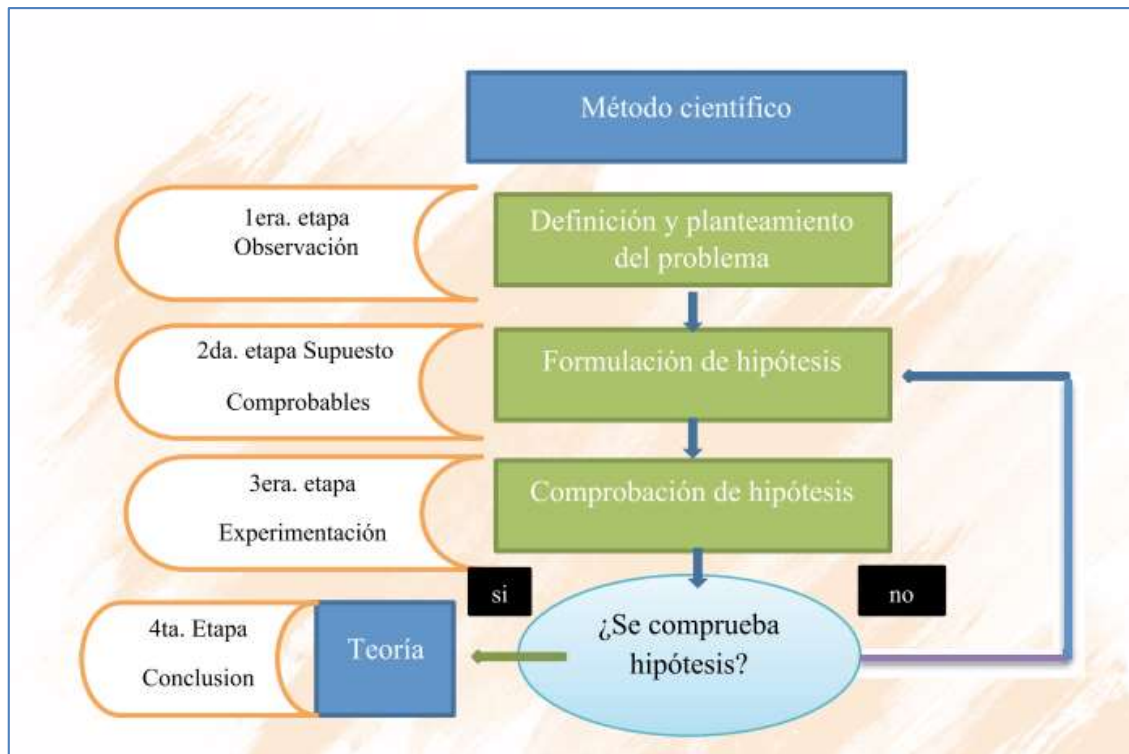 Método científico
1era. etapa
Observación
Definición y planteamiento
del problema
2da. etapa Supuesto
Comprobables
Formulación de hipótesis
3era. etapa
Experimentación
Comprobación de hipótesis
si
no
4ta. Etapa
Conclusion
Teoría
¿Se comprueba
hipótesis?